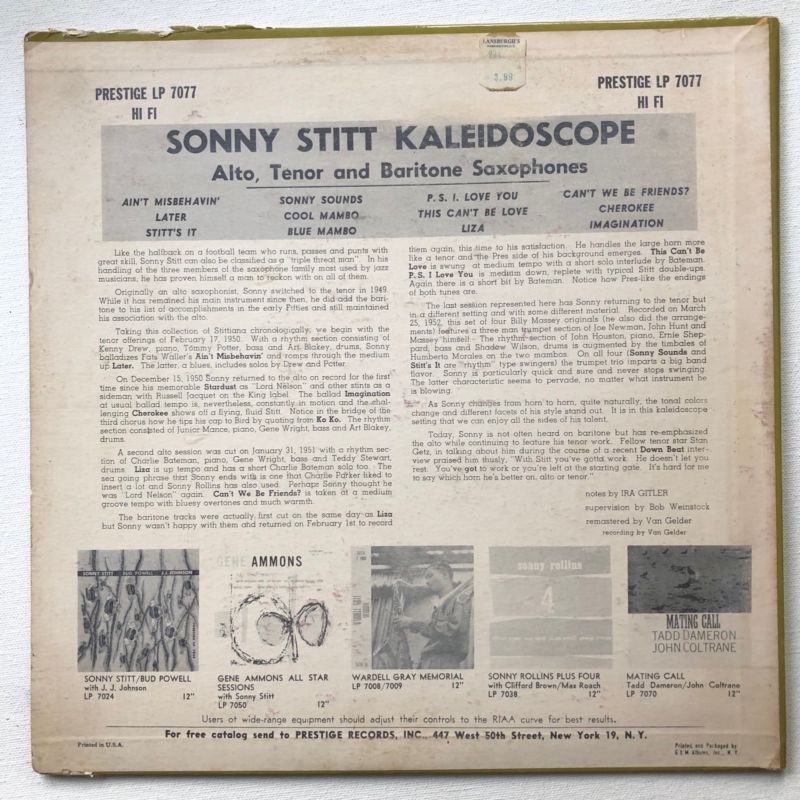 LANSBURGH'S
3.99
PRESTIGE LP 7077
HI FI
PRESTIGE LP 7077
HI FI
SONNY STITT KALEIDOSCOPE
Alto, Tenor and Baritone Saxophones
AIN'T MISBEHAVIN'
LATER
STITT'S IT
SONNY SOUNDS
COOL MAMBO
BLUE MAMBO
P.S. I. LOVE YOU
THIS CAN'T BE LOVE
LIZA
CAN'T WE BE FRIENDS?
CHEROKEE
IMAGINATION
Like the halfback on a football team who runs, passes and punts with
great skill, Sonny Stitt can also be classified as a "triple threat man". In his
handling of the three members of the saxophone family most used by jazz
musicians, he has proven himself a man to reckon with on all of them.
Originally an alto saxophonist, Sonny switched to the tenor in 1949.
While it has remained his main instrument since then, he did add the bari-
tone to his list of accomplishments in the early Fifties and still maintained
his association with the alto.
Taking this collection of Stittiana chronologically, we begin with the
tenor offerings of February 17, 1950. With a rhythm section consisting of
Kenny Drew, piano, Tommy Potter, bass and Art Blakey, drums, Sonny
balladizes Fats Waller's Ain't Misbehavin' and romps through the medium
up Later. The latter, a blues, includes solos by Drew and Potter.
On December 15, 1950 Sonny returned to the alto on record for the first
time since his memorable Stardust as "Lord Nelson" and other stints as a
sideman with Russell Jacquet on the King label. The ballad Imagination
at usual ballad tempo is, nevertheless, constantly in motion and the chal-
lenging Cherokee shows off a flying, fluid Stitt. Notice in the bridge of the
third chorus how he tips his cap to Bird by quoting from Ko Ko. The rhythm
section consisted of Junior Mance, piano, Gene Wright, bass and Art Blakey,
drums.
A second alto session was cut on January 31, 1951 with a rhythm sec-
tion of Charlie Bateman, piano, Gene Wright, bass and Teddy Stewart,
drums. Liza is up tempo and has a short Charlie Bateman solo too. The
sea going phrase that Sonny ends with is one that Charlie Parker liked to
insert a lot and Sonny Rollins has also used. Perhaps Sonny thought he
was "Lord Nelson" again. Can't We Be Friends? is taken at a medium
groove tempo with bluesy overtones and much warmth.
The baritone tracks were actually first cut on the same day as Liza
but Sonny wasn't happy with them and returned on February 1st to record
them again, this time to his satisfaction. He handles the large horn more
like a tenor and the Pres side of his background emerges. This Can't Be
Love is swung at medium tempo with a short solo interlude by Bateman.
P.S. I Love You is medium down, replete with typical Stitt double-ups.
Again there is a short bit by Bateman. Notice how Pres-like the endings
of both tunes are.
The last session represented here has Sonny returning to the tenor but
in a different setting and with some different material. Recorded on March
25, 1952, this set of four Billy Massey originals (he also did the arrange-
ments) features a three man trumpet section of Joe Newman, John Hunt and
Massey himself. The rhythm section of John Houston, piano, Ernie Shep-
pard, bass and Shadow Wilson, drums is augmented by the timbales of
Humberto Morales on the two mambos. On all four (Sonny Sounds and
Stitt's It are "rhythm" type swingers) the trumpet trio imparts a big band
flavor. Sonny is particularly quick and sure and never stops swinging.
The latter characteristic seems to pervade, no matter what instrument he
is blowing.
As Sonny changes from horn to horn, quite naturally, the tonal colors
change and different facets of his style stand out. It is in this kaleidoscope
setting that we can enjoy all the sides of his talent.
Today, Sonny is not often heard on baritone but has re-emphasized
the alto while continuing to feature his tenor work. Fellow tenor star Stan
Getz, in talking about him during the course of a recent Down Beat inter-
view praised him thusly, "With Stitt you've gotta work. He doesn't let you
rest. You've got to work or you're left at the starting gate. It's hard for me
to say which horn he's better on, alto or tenor."
notes by IRA GITLER
supervision by Bob Weinstock
remastered by Van Gelder
recording by Van Gelder
SONNY STITT BUD POWELL J.J. JOHNSON
GENE AMMONS
sonny rollins
4
MATING CALL
TADD DAMERON
JOHN COLTRANE
SONNY STITT/BUD POWELL
with J. J. Johnson
LP 7024 12"
GENE AMMONS ALL STAR
SESSIONS
with Sonny Stitt
LP 7050 12"
WARDELL GRAY MEMORIAL
LP 7008/7009 12"
SONNY ROLLINS PLUS FOUR
with Clifford Brown/Max Roach
LP 7038 12"
MATING CALL
Tadd Dameron/John Coltrane
LP 7070 12"
Users of wide-range equipment should adjust their controls to the RIAA curve for best results.
For free catalog send to PRESTIGE RECORDS, INC., 447 West 50th Street, New York 19, N. Y.
Printed in U.S.A.
Printed and Packaged by
G & M Albums, Inc., N. Y.